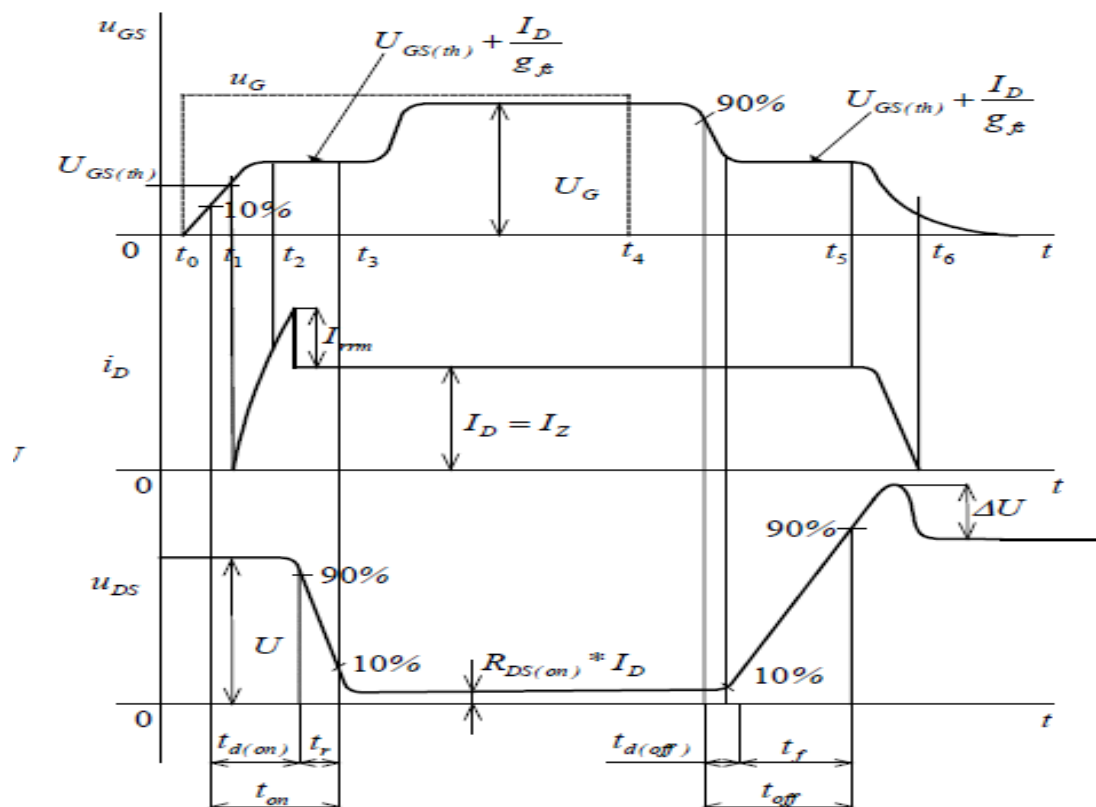 u_GS
U_GS(th) + I_D / g_fs
u_G
90%
U_GS(th) + I_D / g_fs
U_GS(th)
10%
U_G
0 t_0 t_1 t_2 t_3 t_4 t_5 t_6 t
I_rrm
i_D
I_D = I_Z
0 t
ΔU
90%
u_DS
90%
U
10%
R_DS(on) * I_D
10%
0 t
t_d(on) t_r t_d(off) t_f
t_on t_off